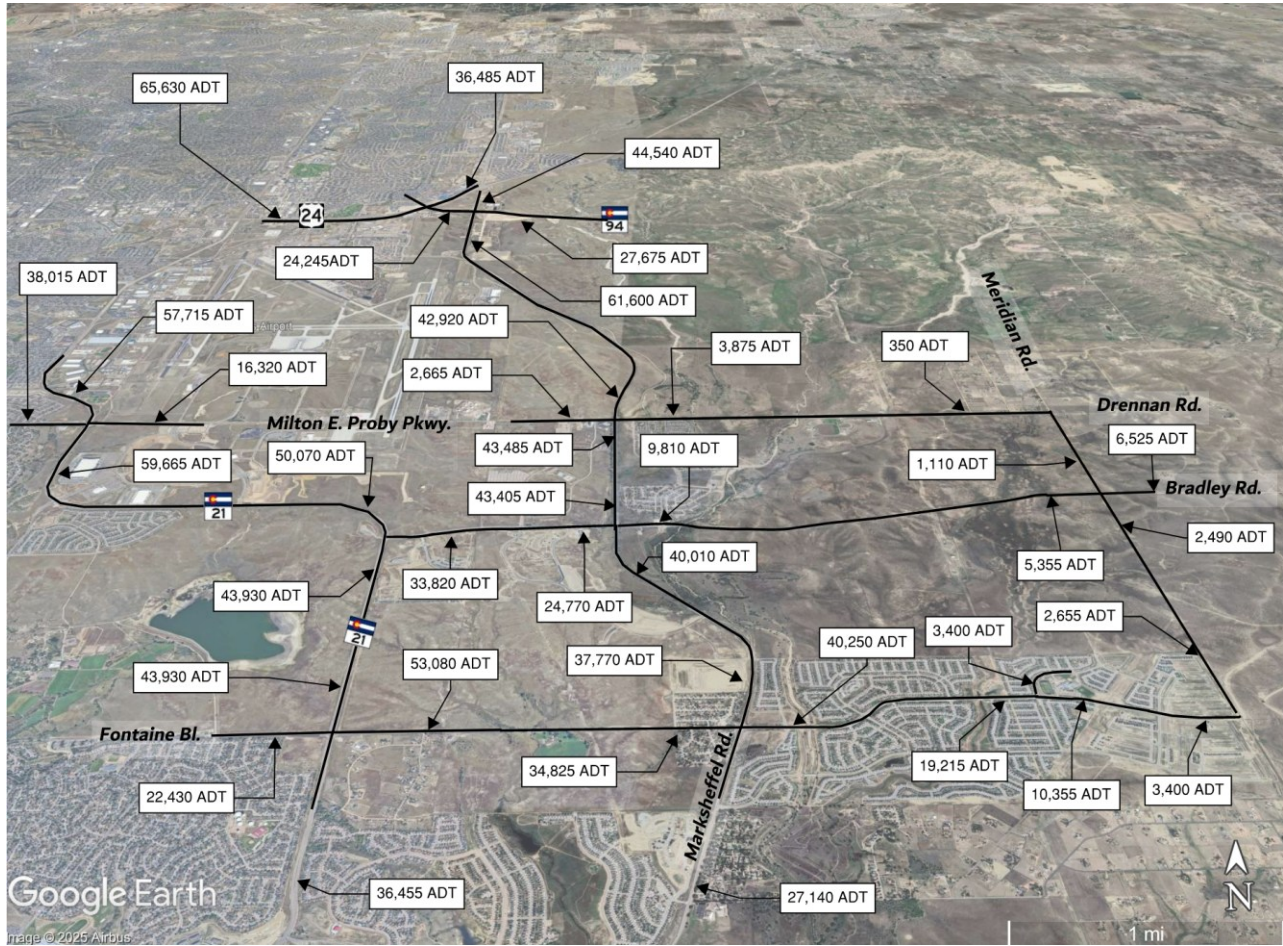 36,485 ADT
65,630 ADT
44,540 ADT
24
94
24,245ADT
27,675 ADT
38,015 ADT
61,600 ADT
Meridian Rd.
57,715 ADT
42,920 ADT
3,875 ADT
350 ADT
16,320 ADT
2,665 ADT
Drennan Rd.
Milton E. Proby Pkwy.
43,485 ADT
9,810 ADT
6,525 ADT
59,665 ADT
50,070 ADT
1,110 ADT
43,405 ADT
Bradley Rd.
21
2,490 ADT
40,010 ADT
5,355 ADT
33,820 ADT
43,930 ADT
24,770 ADT
2,655 ADT
21
3,400 ADT
40,250 ADT
53,080 ADT
37,770 ADT
43,930 ADT
Fontaine Bl.
Marksheffel Rd.
34,825 ADT
19,215 ADT
22,430 ADT
10,355 ADT
3,400 ADT
36,455 ADT
27,140 ADT
Google Earth
N
Image © 2025 Airbus
1 mi